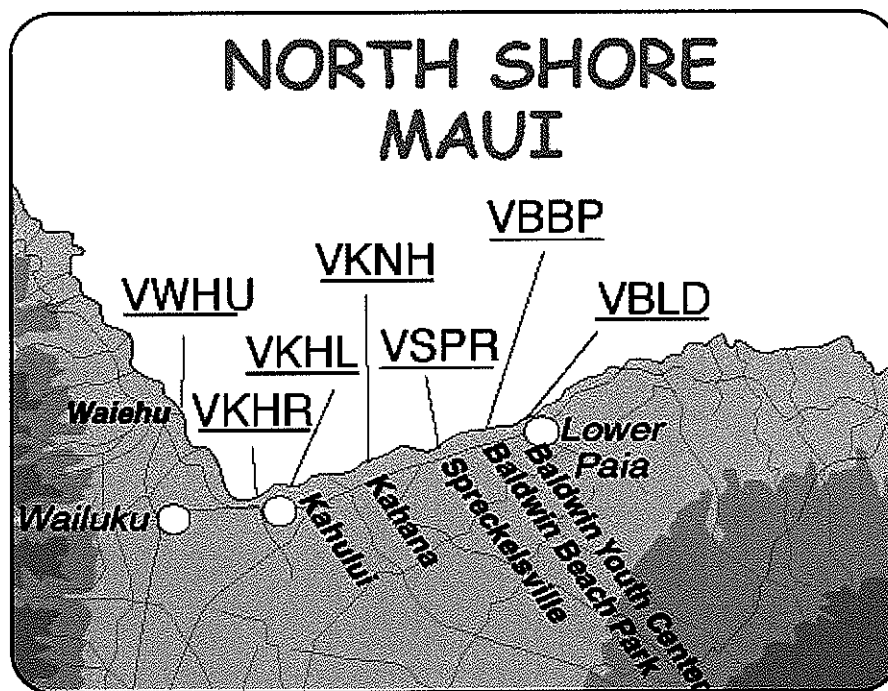 NORTH SHORE
MAUI
VBBP
VKNH
VWHU
VBLD
VKHL
VSPR
Waiehu
VKHR
Lower
Paia
Wailuku
Kahului
Kahana
Spreckelsville
Baldwin Beach Park
Baldwin Youth Center